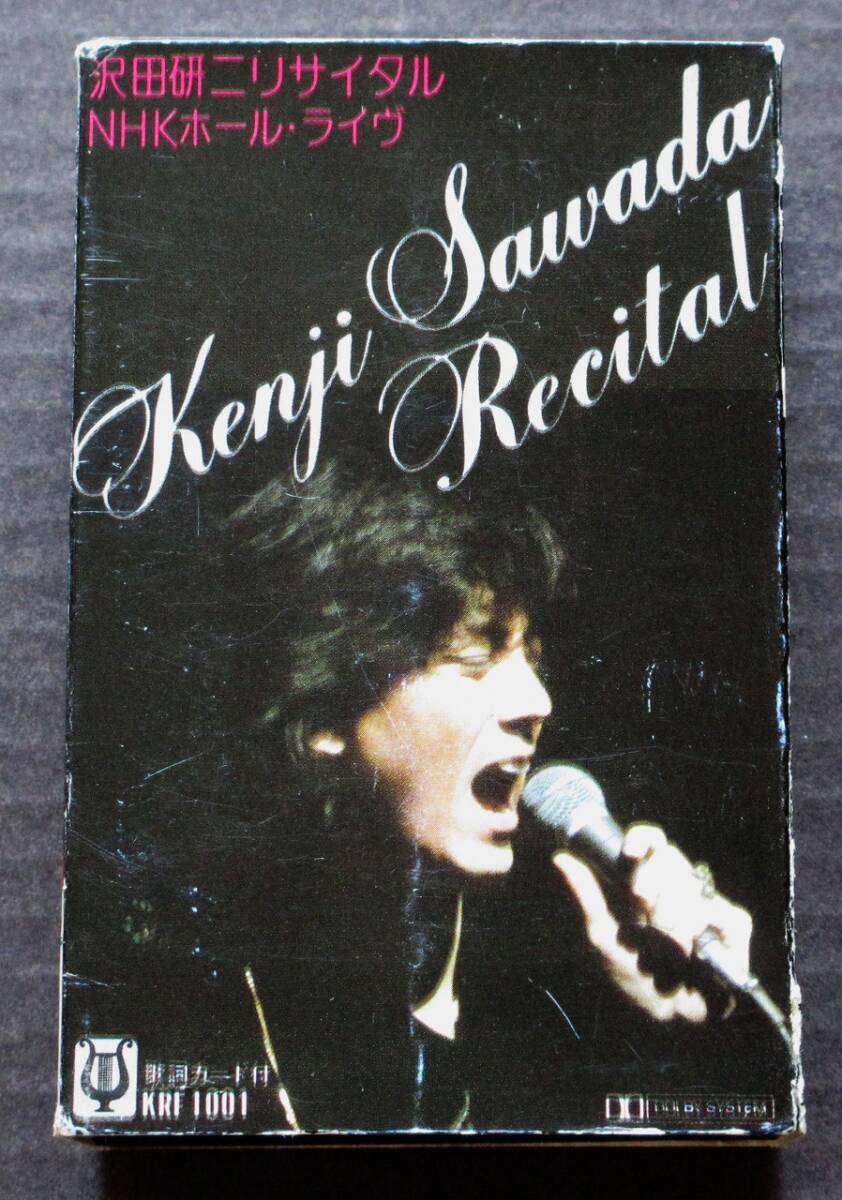 沢田研二リサイタル
NHKホール・ライヴ
Kenji Sawada
Recital
歌詞カード付
KRF 1001
DOLBY SYSTEM